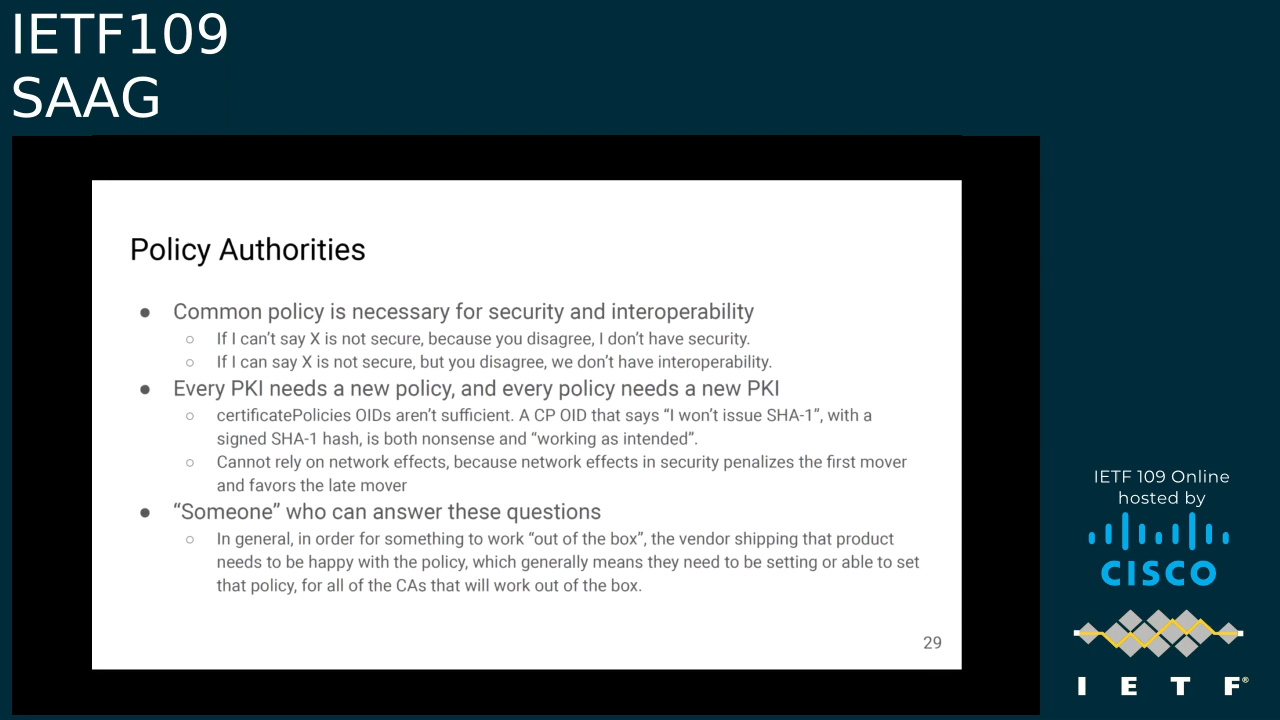 IETF109
SAAG
Policy Authorities
● Common policy is necessary for security and interoperability
○ If I can’t say X is not secure, because you disagree, I don’t have security.
○ If I can say X is not secure, but you disagree, we don’t have interoperability.
● Every PKI needs a new policy, and every policy needs a new PKI
○ certificatePolicies OIDs aren’t sufficient. A CP OID that says “I won’t issue SHA-1”, with a
signed SHA-1 hash, is both nonsense and “working as intended”.
○ Cannot rely on network effects, because network effects in security penalizes the first mover
and favors the late mover
● “Someone” who can answer these questions
○ In general, in order for something to work “out of the box”, the vendor shipping that product
needs to be happy with the policy, which generally means they need to be setting or able to set
that policy, for all of the CAs that will work out of the box.
29
IETF 109 Online
hosted by
CISCO
I E T F®